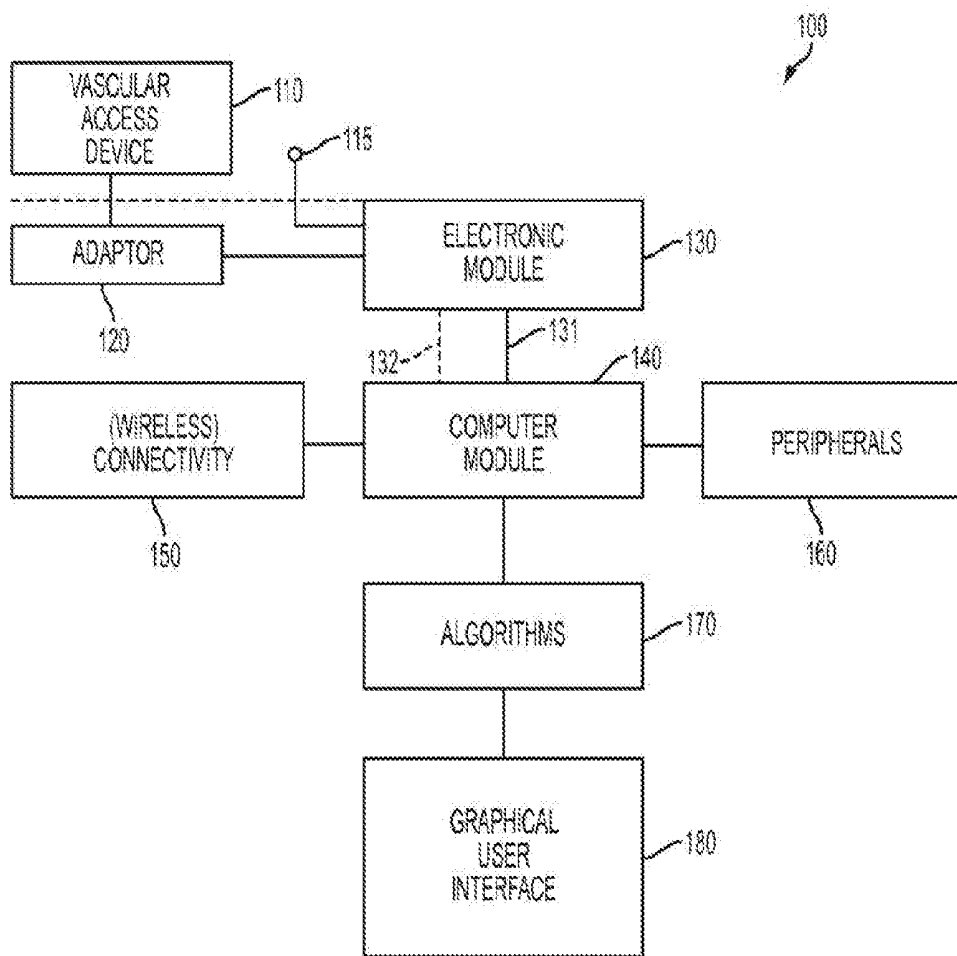 100
VASCULAR
ACCESS
DEVICE
110
115
ADAPTOR
120
ELECTRONIC
MODULE
130
132
131
140
(WIRELESS)
CONNECTIVITY
150
COMPUTER
MODULE
PERIPHERALS
160
ALGORITHMS
170
GRAPHICAL
USER
INTERFACE
180